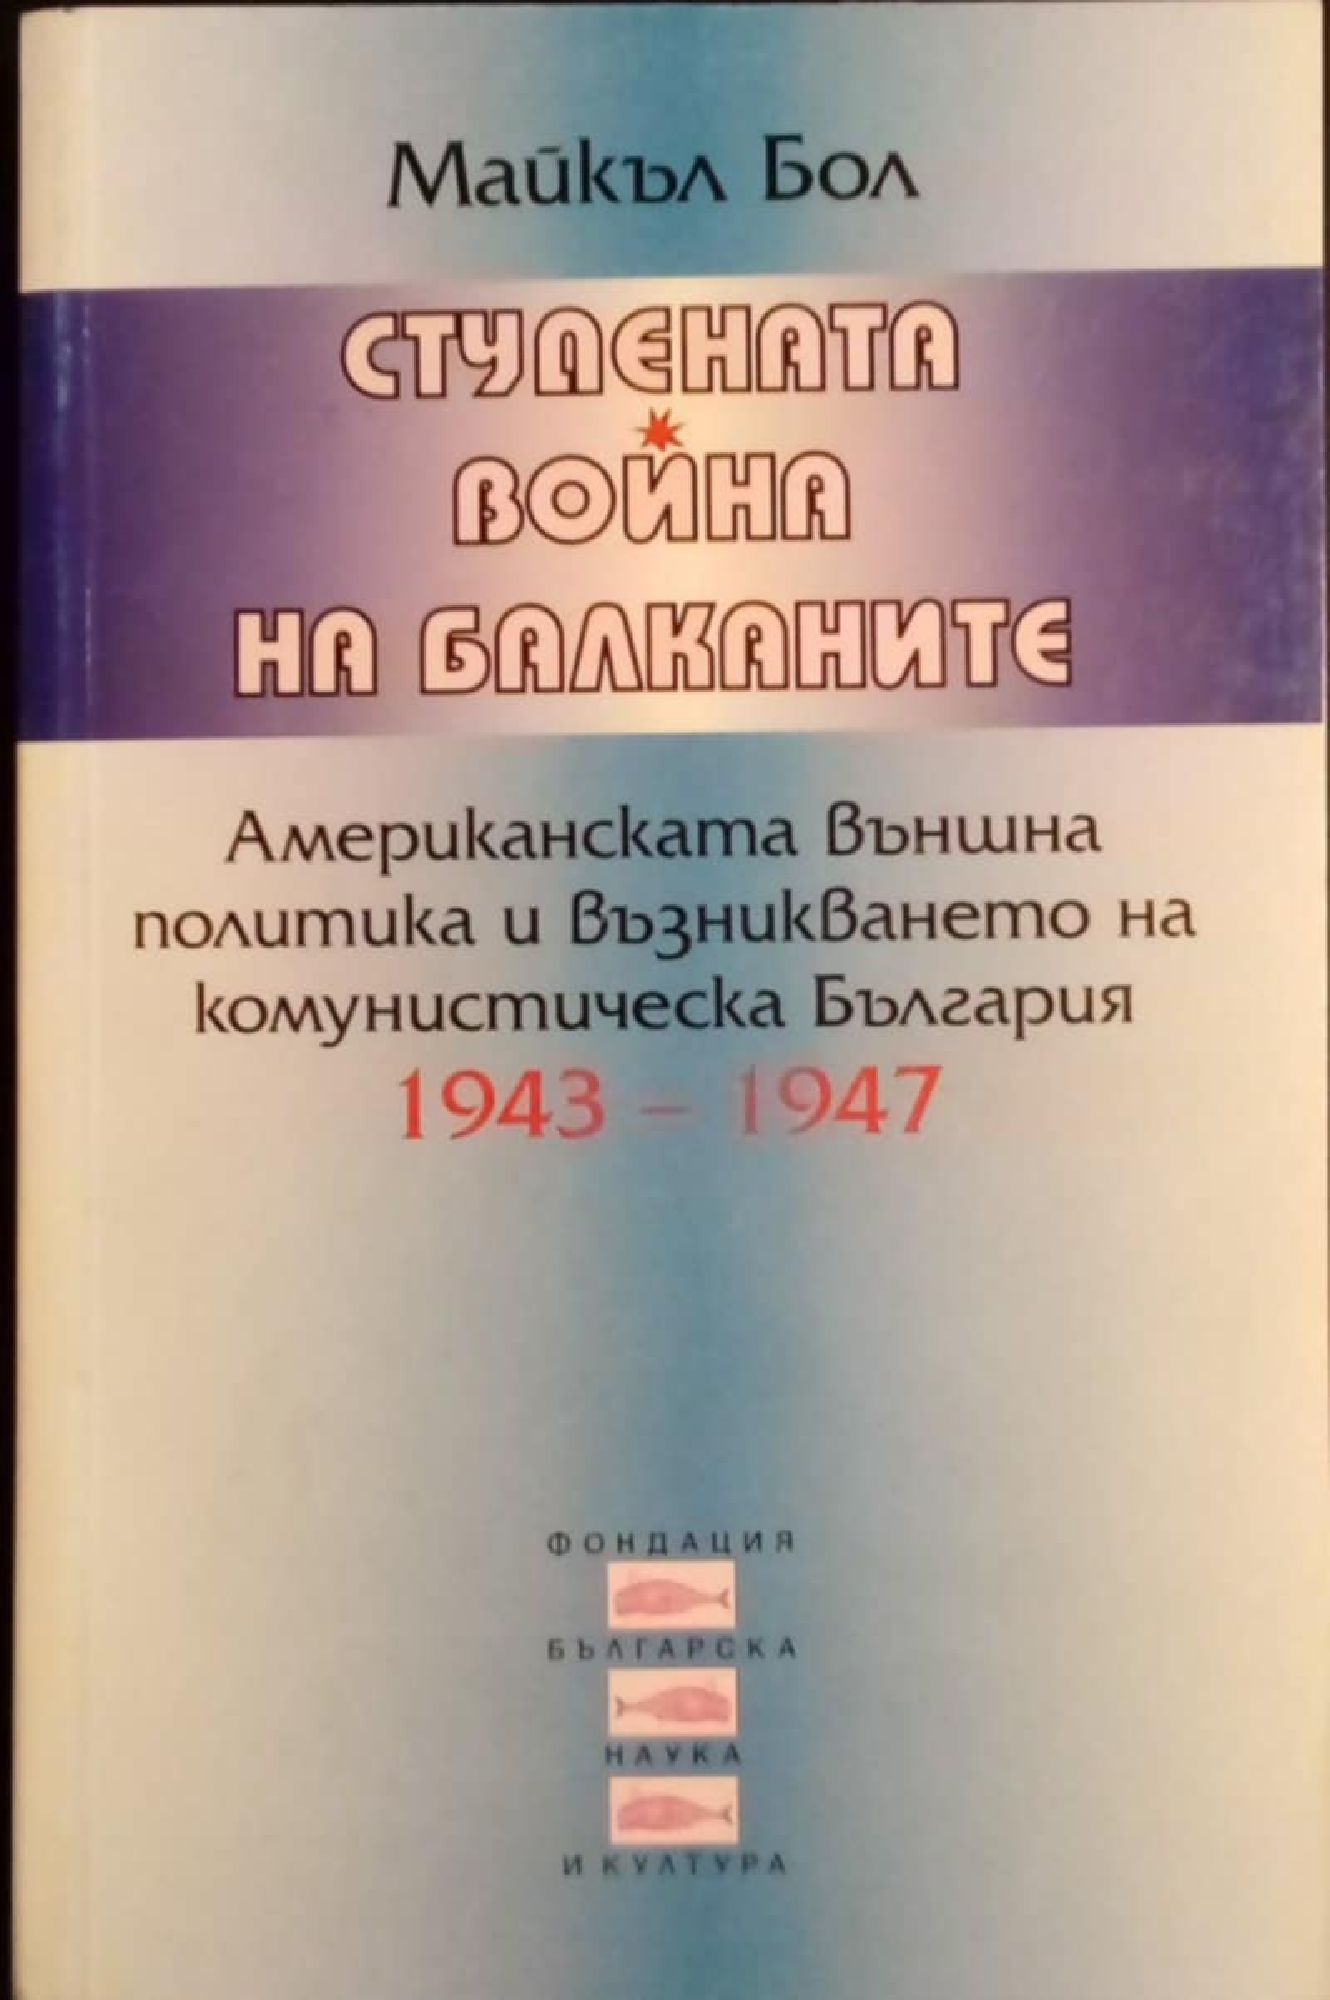 Майкъл Бол
СТУДЕНАТА
ВОЙНА
НА БАЛКАНИТЕ
Американската външна
политика и възникването на
комунистическа България
1943 – 1947
ФОНДАЦИЯ
БЪЛГАРСКА
НАУКА
И КУЛТУРА